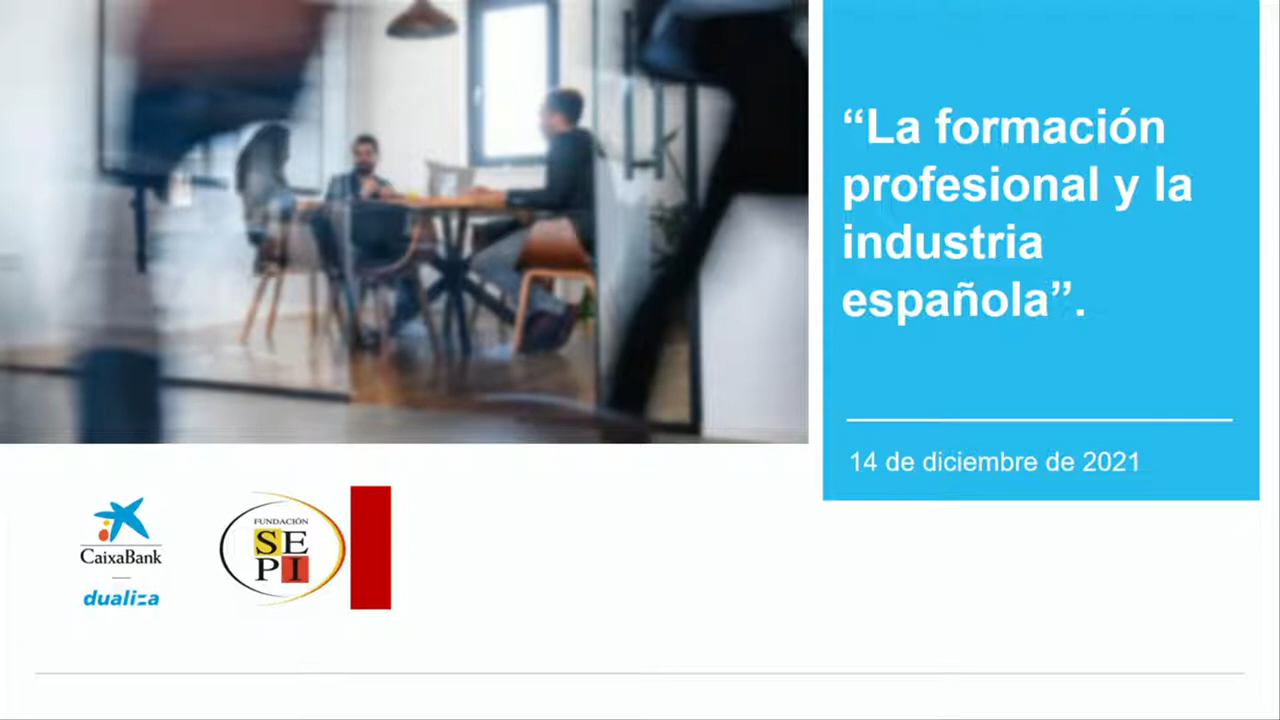 “La formación
profesional y la
industria
española”.
14 de diciembre de 2021
CaixaBank
dualiza
FUNDACIÓN
SE
PI